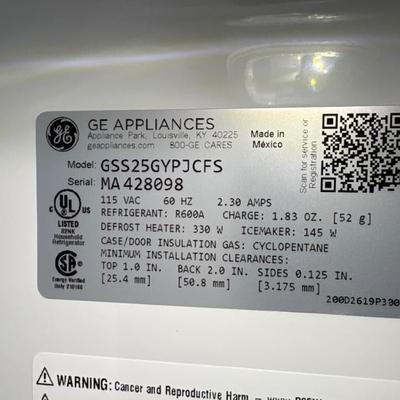 GE APPLIANCES
Appliance Park, Louisville, KY 40225
geappliances.com 800-GE CARES
Made in
México
Scan for service
or Registration
Model: GSS25GYPJCFS
Serial: MA428098
115 VAC 60 HZ 2.30 AMPS
REFRIGERANT: R600A CHARGE: 1.83 OZ. [52 g]
DEFROST HEATER: 330 W ICEMAKER: 145 W
CASE/DOOR INSULATION GAS: CYCLOPENTANE
MINIMUM INSTALLATION CLEARANCES:
TOP 1.0 IN. BACK 2.0 IN. SIDES 0.125 IN.
[25.4 mm] [50.8 mm] [3.175 mm]
200D2619P300
UL
LISTED
82NK
Household
Refrigerator
Energy Verified
WARNING: Cancer and Reproductive Harm